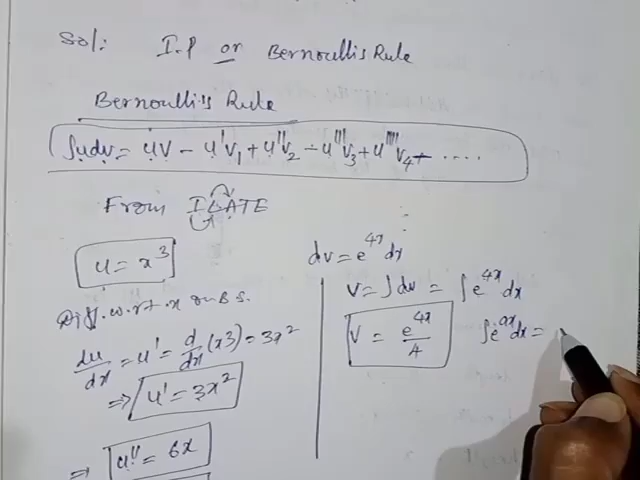 Sol: I.P or Bernoullis Rule
Bernoulli's Rule
∫udv = uv - u'v₁ + u''v₂ - u'''v₃ + u''''v₄ - ....
From ILATE
u = x³
Diff. w.r.t x on B.S.
du/dx = u' = d/dx (x3) = 3x²
⇒ u' = 3x²
⇒ u'' = 6x
dv = e^4x dx
v = ∫dv = ∫e^4x dx
v = e^4x/4
∫e^ax dx =